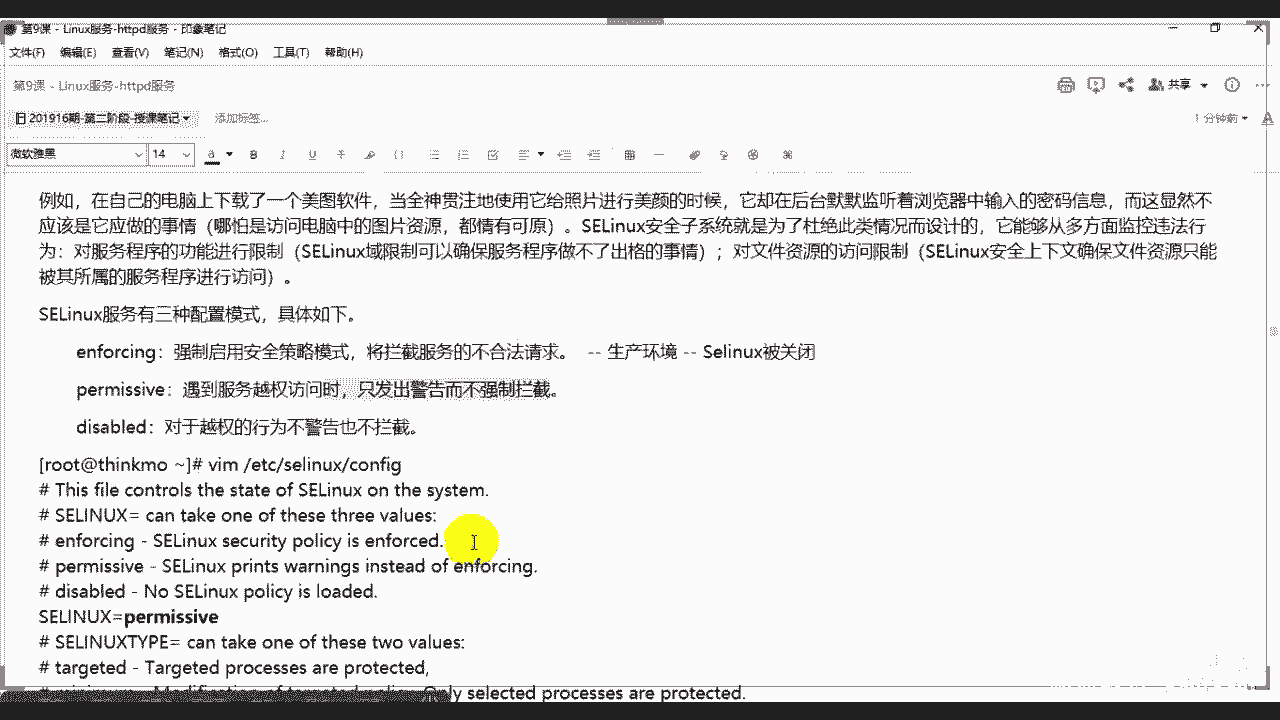 第9课 - Linux服务-httpd服务 - 印象笔记
文件(F) 编辑(E) 查看(V) 笔记(N) 格式(O) 工具(T) 帮助(H)
第9课 - Linux服务-httpd服务
共享
201916期-第二阶段-授课笔记 添加标签...
1 分钟前
微软雅黑 14
例如，在自己的电脑上下载了一个美图软件，当全神贯注地使用它给照片进行美颜的时候，它却在后台默默监听着浏览器中输入的密码信息，而这显然不
应该是它应做的事情（哪怕是访问电脑中的图片资源，都情有可原）。SELinux安全子系统就是为了杜绝此类情况而设计的，它能够从多方面监控违法行
为：对服务程序的功能进行限制（SELinux域限制可以确保服务程序做不了出格的事情）；对文件资源的访问限制（SELinux安全上下文确保文件资源只能
被其所属的服务程序进行访问）。
SELinux服务有三种配置模式，具体如下。
enforcing：强制启用安全策略模式，将拦截服务的不合法请求。 -- 生产环境 -- Selinux被关闭
permissive：遇到服务越权访问时，只发出警告而不强制拦截。
disabled：对于越权的行为不警告也不拦截。
[root@thinkmo ~]# vim /etc/selinux/config
# This file controls the state of SELinux on the system.
# SELINUX= can take one of these three values:
# enforcing - SELinux security policy is enforced.
# permissive - SELinux prints warnings instead of enforcing.
# disabled - No SELinux policy is loaded.
SELINUX=permissive
# SELINUXTYPE= can take one of these two values:
# targeted - Targeted processes are protected,
# minimum - Modification of targeted policy. Only selected processes are protected.